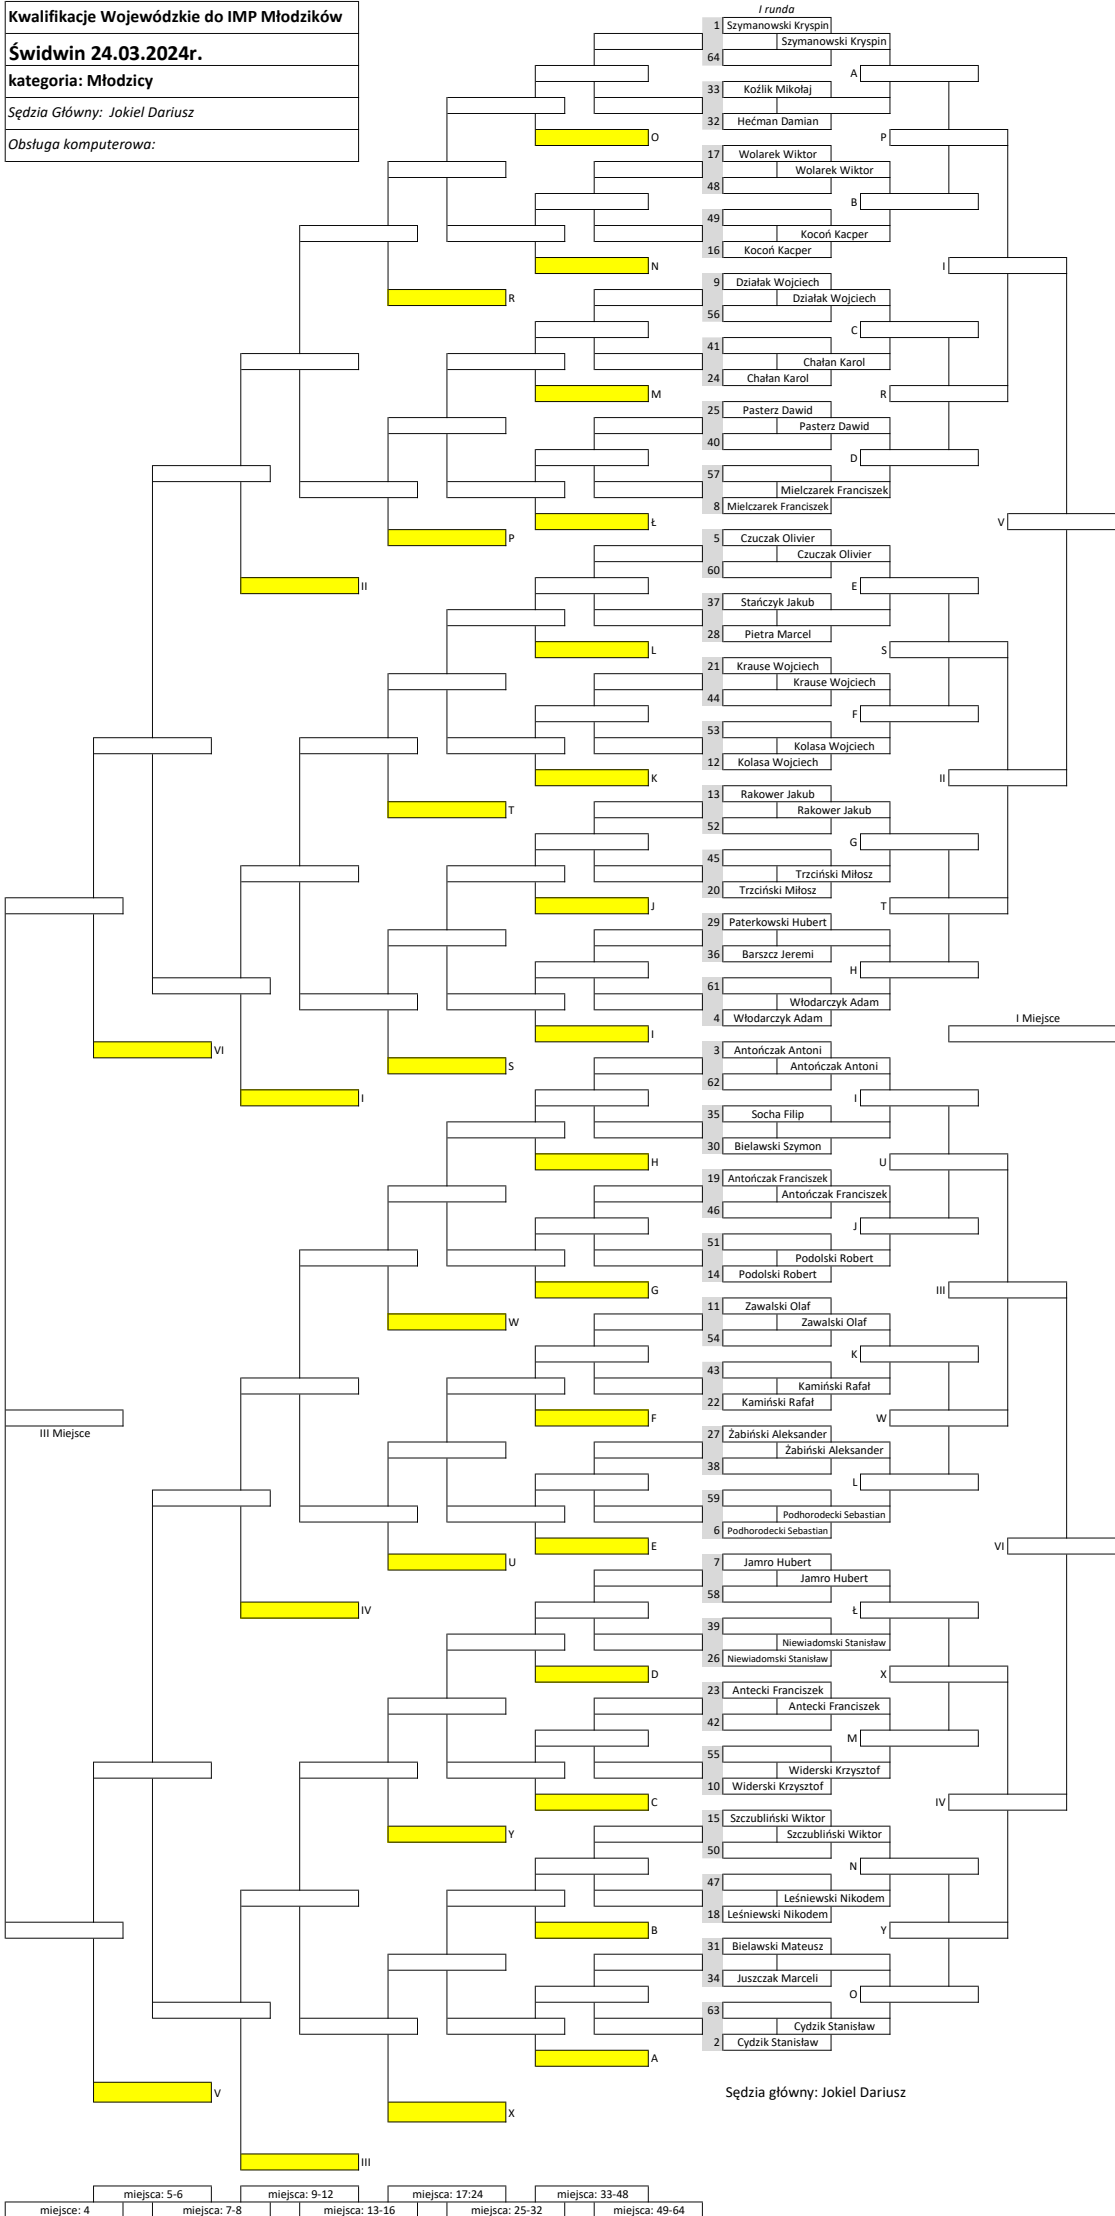 Kwalifikacje Wojewódzkie do IMP Młodzików
Świdwin 24.03.2024r.
kategoria: Młodzicy
Sędzia Główny: Jokiel Dariusz
Obsługa komputerowa:
I runda
1 Szymanowski Kryspin
Szymanowski Kryspin
64
A
33 Koźlik Mikołaj
32 Hećman Damian
O P
17 Wolarek Wiktor
Wolarek Wiktor
48
B
49
Kocoń Kacper
16 Kocoń Kacper
N I
9 Działak Wojciech
Działak Wojciech
R
56
C
41
Chałan Karol
24 Chałan Karol
M R
25 Pasterz Dawid
Pasterz Dawid
40
D
57
Mielczarek Franciszek
8 Mielczarek Franciszek
Ł V
5 Czuczak Olivier
P
Czuczak Olivier
60
II E
37 Stańczyk Jakub
28 Pietra Marcel
L S
21 Krause Wojciech
Krause Wojciech
44
F
53
Kolasa Wojciech
12 Kolasa Wojciech
K II
13 Rakower Jakub
Rakower Jakub
T
52
G
45
Trzciński Miłosz
20 Trzciński Miłosz
J T
29 Paterkowski Hubert
36 Barszcz Jeremi
H
61
Włodarczyk Adam
4 Włodarczyk Adam
I Miejsce
I
3 Antończak Antoni
VI
Antończak Antoni
S
62
I I
35 Socha Filip
30 Bielawski Szymon
H U
19 Antończak Franciszek
Antończak Franciszek
46
J
51
Podolski Robert
14 Podolski Robert
G III
11 Zawalski Olaf
Zawalski Olaf
W
54
K
43
Kamiński Rafał
22 Kamiński Rafał
F W
III Miejsce
27 Żabiński Aleksander
Żabiński Aleksander
38
L
59
Podhorodecki Sebastian
6 Podhorodecki Sebastian
E VI
7 Jamro Hubert
U
Jamro Hubert
58
IV Ł
39
Niewiadomski Stanisław
26 Niewiadomski Stanisław
D X
23 Antecki Franciszek
Antecki Franciszek
42
M
55
Widerski Krzysztof
10 Widerski Krzysztof
C IV
15 Szczubliński Wiktor
Szczubliński Wiktor
Y
50
N
47
Leśniewski Nikodem
18 Leśniewski Nikodem
B Y
31 Bielawski Mateusz
34 Juszczak Marceli
O
63
Cydzik Stanisław
2 Cydzik Stanisław
A
V
Sędzia główny: Jokiel Dariusz
X
III
miejsca: 5-6 miejsca: 9-12 miejsca: 17:24 miejsca: 33-48
miejsce: 4 miejsca: 7-8 miejsca: 13-16 miejsca: 25-32 miejsca: 49-64